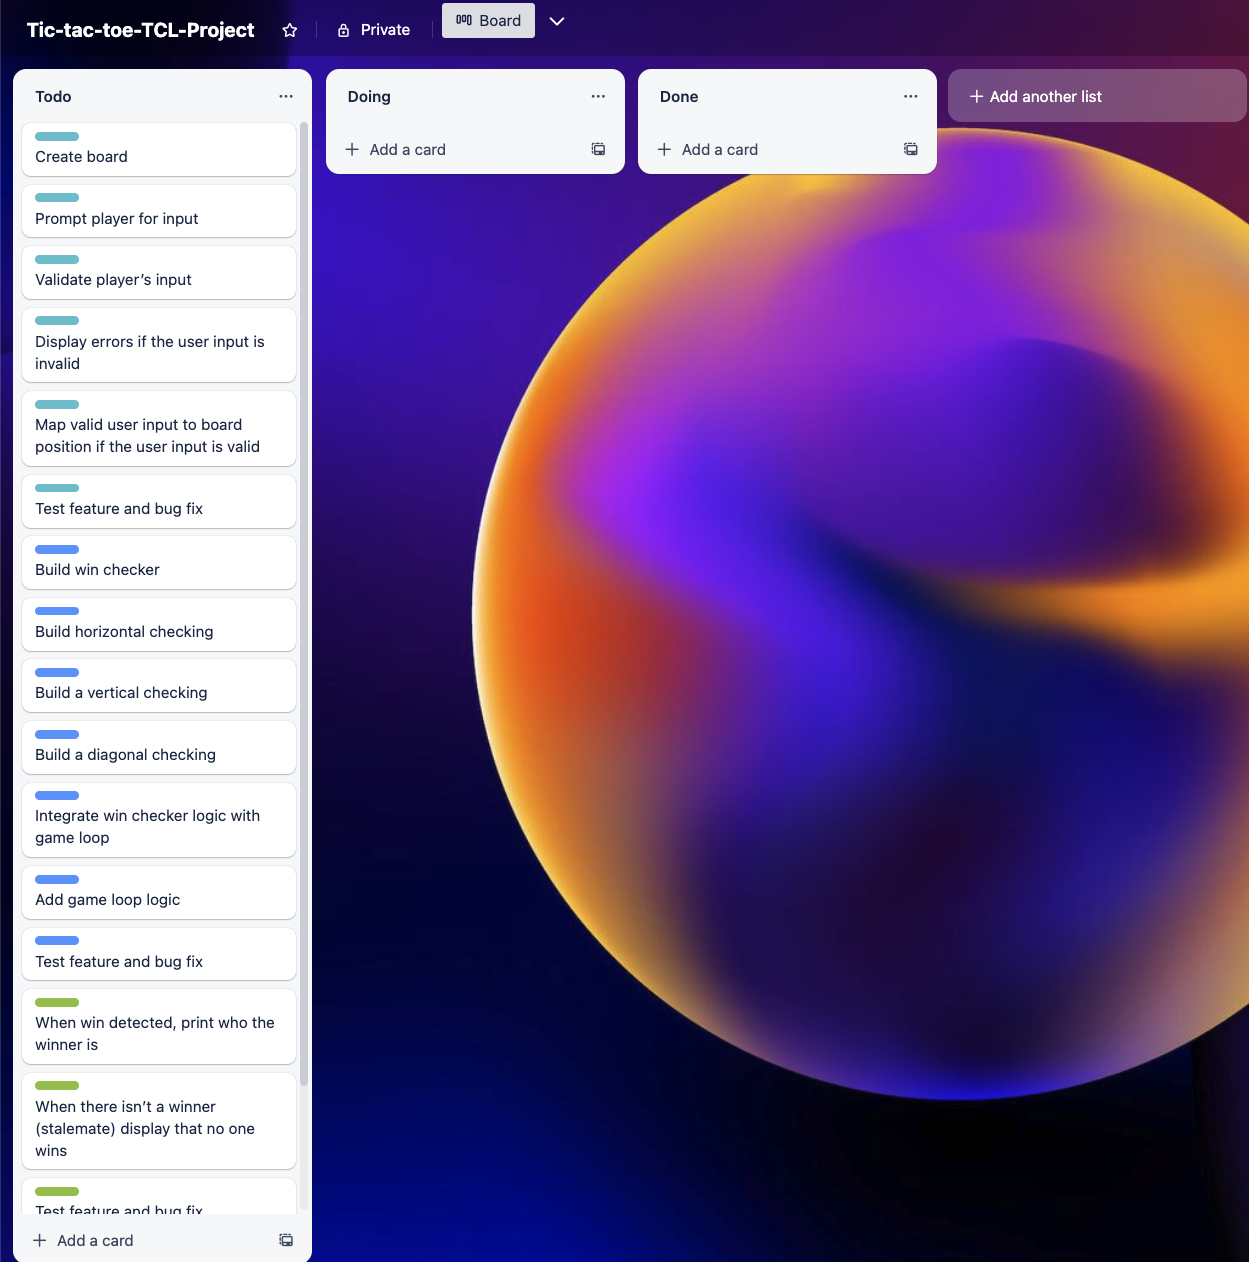 Tic-tac-toe-TCL-Project
Private
Board
Todo
Create board
Prompt player for input
Validate player’s input
Display errors if the user input is
invalid
Map valid user input to board
position if the user input is valid
Test feature and bug fix
Build win checker
Build horizontal checking
Build a vertical checking
Build a diagonal checking
Integrate win checker logic with
game loop
Add game loop logic
Test feature and bug fix
When win detected, print who the
winner is
When there isn’t a winner
(stalemate) display that no one
wins
Test feature and bug fix
Add a card
Doing
Add a card
Done
Add a card
Add another list